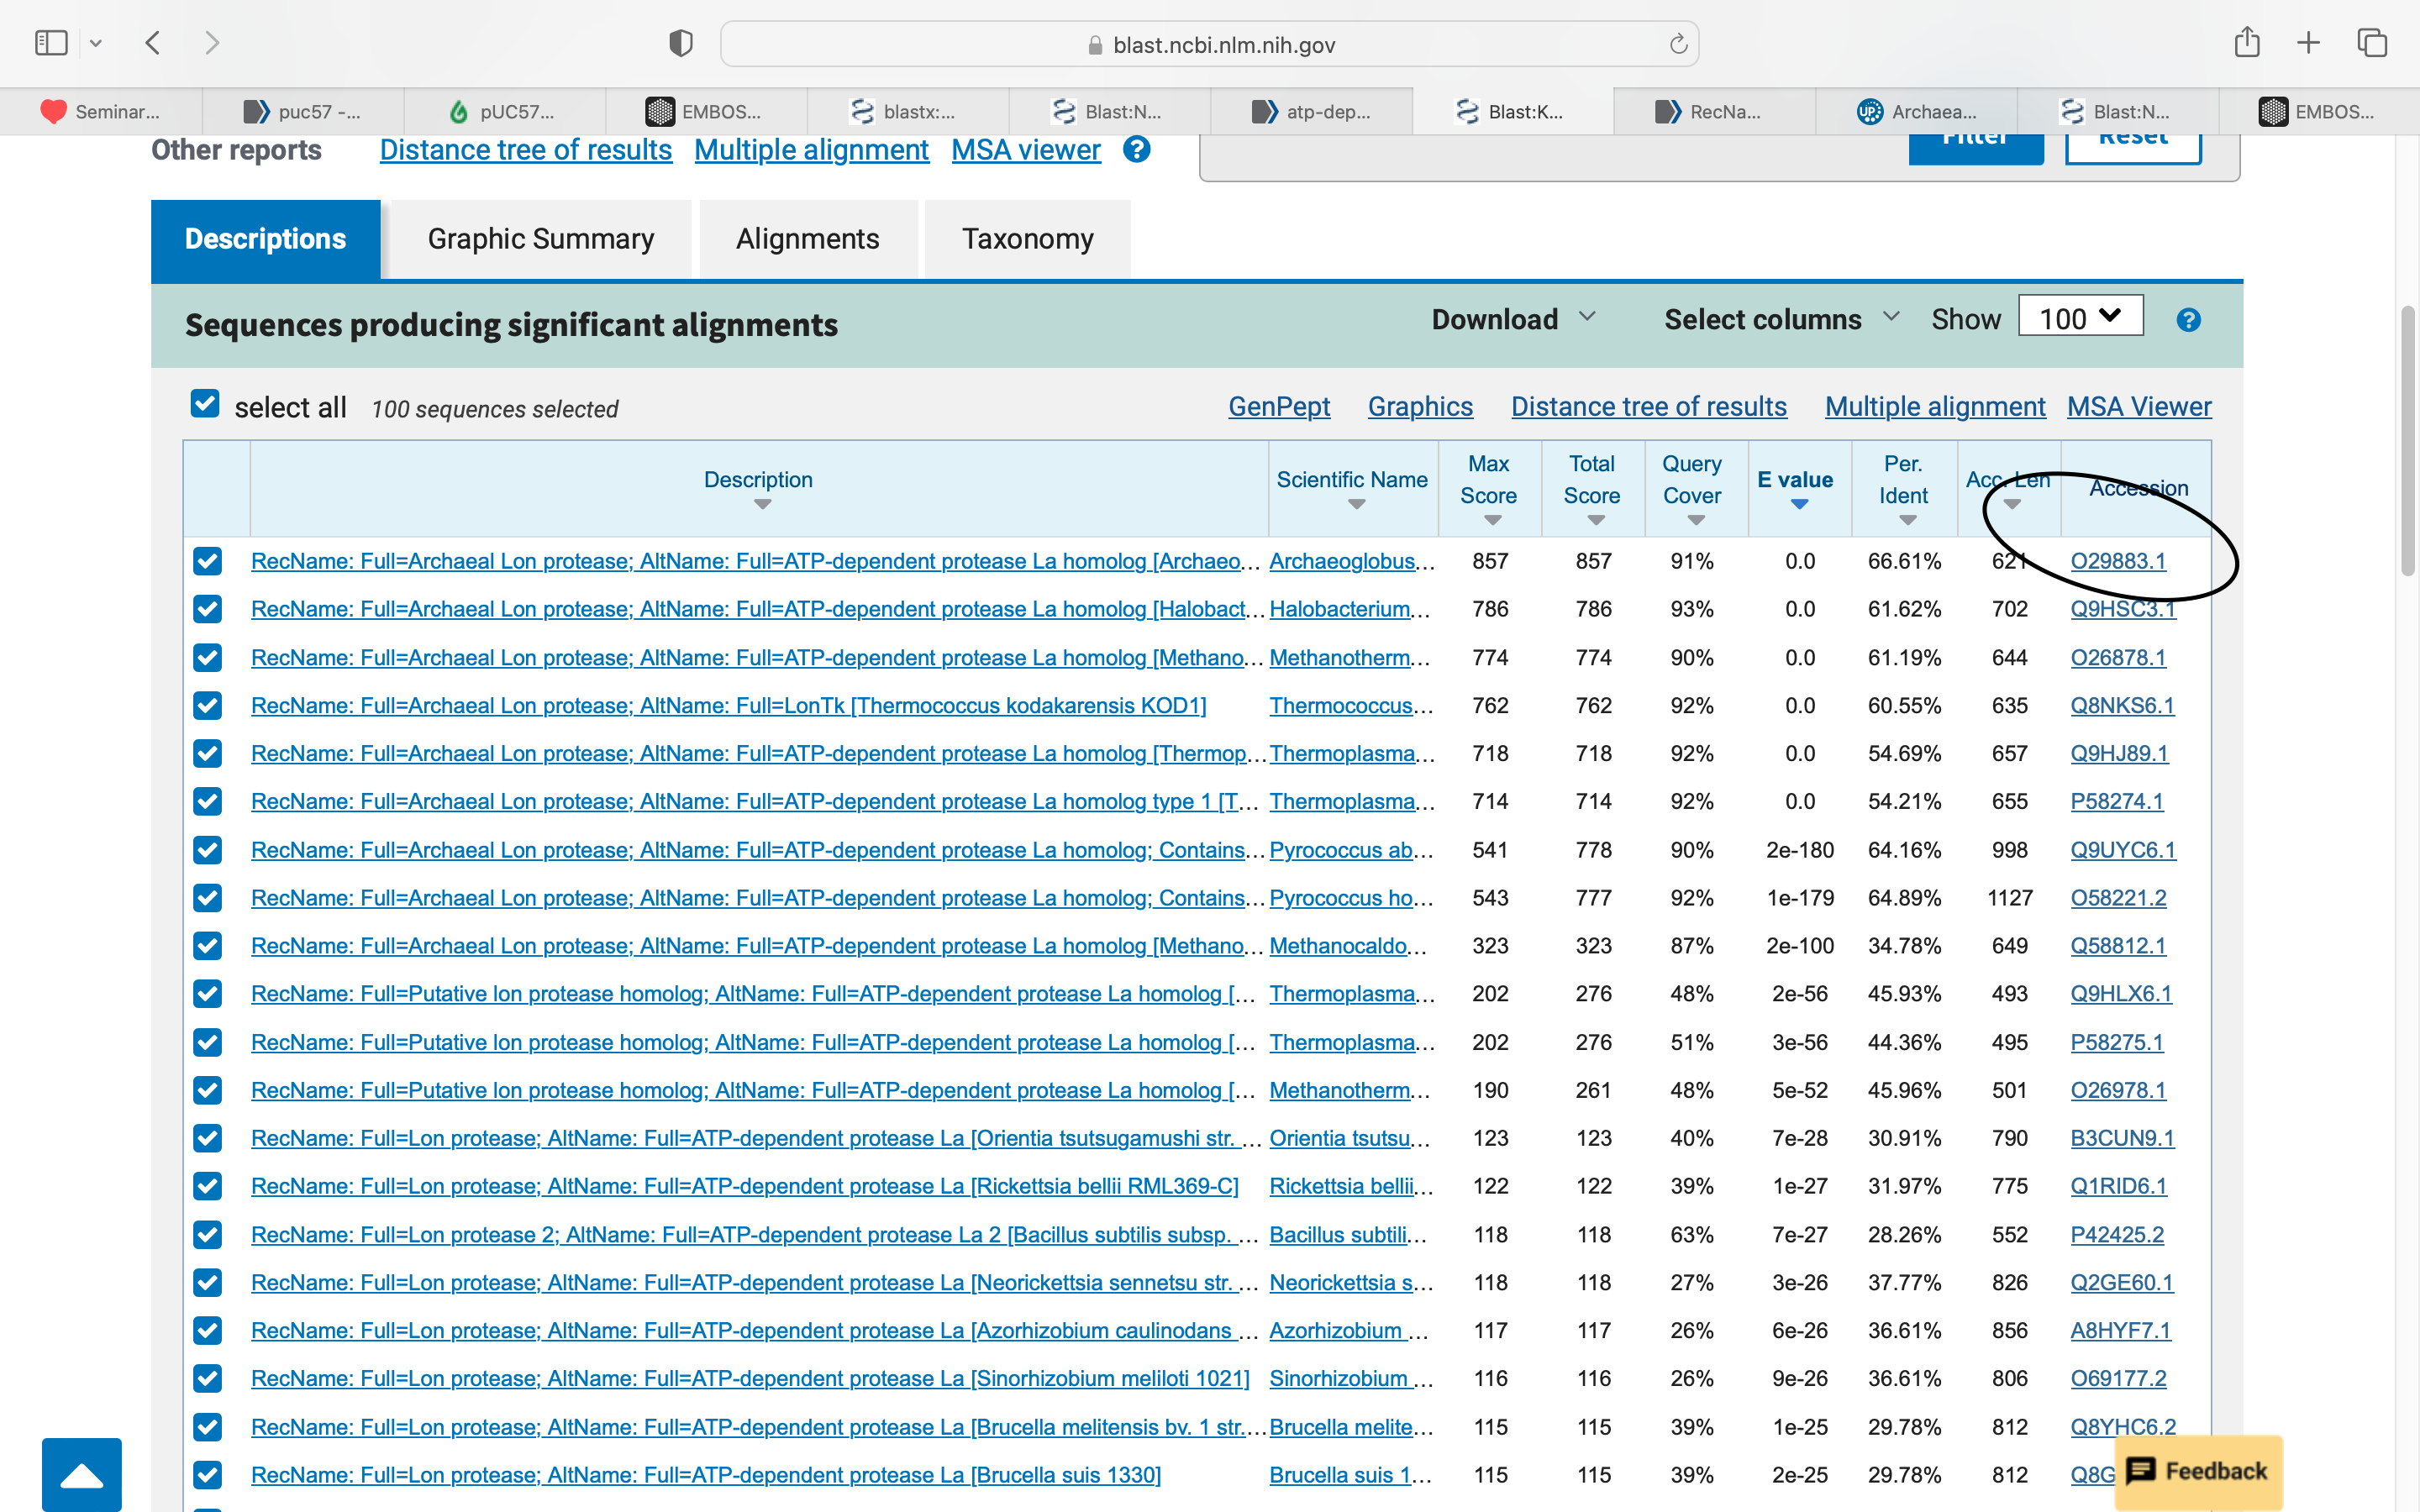 blast.ncbi.nlm.nih.gov
Seminar... puc57 -... pUC57... EMBOS... blastx:... Blast:N... atp-dep... Blast:K... RecNa... Archaea... Blast:N... EMBOS...
Other reports Distance tree of results Multiple alignment MSA viewer ? Filter Reset
Descriptions Graphic Summary Alignments Taxonomy
Sequences producing significant alignments Download Select columns Show 100 ?
select all 100 sequences selected GenPept Graphics Distance tree of results Multiple alignment MSA Viewer
Description Scientific Name Max Score Total Score Query Cover E value Per. Ident Acc. Len Accession
RecName: Full=Archaeal Lon protease; AltName: Full=ATP-dependent protease La homolog [Archaeo... Archaeoglobus... 857 857 91% 0.0 66.61% 621 O29883.1
RecName: Full=Archaeal Lon protease; AltName: Full=ATP-dependent protease La homolog [Halobact... Halobacterium... 786 786 93% 0.0 61.62% 702 Q9HSC3.1
RecName: Full=Archaeal Lon protease; AltName: Full=ATP-dependent protease La homolog [Methano... Methanotherm... 774 774 90% 0.0 61.19% 644 O26878.1
RecName: Full=Archaeal Lon protease; AltName: Full=LonTk [Thermococcus kodakarensis KOD1] Thermococcus... 762 762 92% 0.0 60.55% 635 Q8NKS6.1
RecName: Full=Archaeal Lon protease; AltName: Full=ATP-dependent protease La homolog [Thermop... Thermoplasma... 718 718 92% 0.0 54.69% 657 Q9HJ89.1
RecName: Full=Archaeal Lon protease; AltName: Full=ATP-dependent protease La homolog type 1 [T... Thermoplasma... 714 714 92% 0.0 54.21% 655 P58274.1
RecName: Full=Archaeal Lon protease; AltName: Full=ATP-dependent protease La homolog; Contains... Pyrococcus ab... 541 778 90% 2e-180 64.16% 998 Q9UYC6.1
RecName: Full=Archaeal Lon protease; AltName: Full=ATP-dependent protease La homolog; Contains... Pyrococcus ho... 543 777 92% 1e-179 64.89% 1127 O58221.2
RecName: Full=Archaeal Lon protease; AltName: Full=ATP-dependent protease La homolog [Methano... Methanocaldo... 323 323 87% 2e-100 34.78% 649 Q58812.1
RecName: Full=Putative lon protease homolog; AltName: Full=ATP-dependent protease La homolog [... Thermoplasma... 202 276 48% 2e-56 45.93% 493 Q9HLX6.1
RecName: Full=Putative lon protease homolog; AltName: Full=ATP-dependent protease La homolog [... Thermoplasma... 202 276 51% 3e-56 44.36% 495 P58275.1
RecName: Full=Putative lon protease homolog; AltName: Full=ATP-dependent protease La homolog [... Methanotherm... 190 261 48% 5e-52 45.96% 501 O26978.1
RecName: Full=Lon protease; AltName: Full=ATP-dependent protease La [Orientia tsutsugamushi str. ... Orientia tsutsu... 123 123 40% 7e-28 30.91% 790 B3CUN9.1
RecName: Full=Lon protease; AltName: Full=ATP-dependent protease La [Rickettsia bellii RML369-C] Rickettsia bellii... 122 122 39% 1e-27 31.97% 775 Q1RID6.1
RecName: Full=Lon protease 2; AltName: Full=ATP-dependent protease La 2 [Bacillus subtilis subsp. ... Bacillus subtili... 118 118 63% 7e-27 28.26% 552 P42425.2
RecName: Full=Lon protease; AltName: Full=ATP-dependent protease La [Neorickettsia sennetsu str. ... Neorickettsia s... 118 118 27% 3e-26 37.77% 826 Q2GE60.1
RecName: Full=Lon protease; AltName: Full=ATP-dependent protease La [Azorhizobium caulinodans ... Azorhizobium ... 117 117 26% 6e-26 36.61% 856 A8HYF7.1
RecName: Full=Lon protease; AltName: Full=ATP-dependent protease La [Sinorhizobium meliloti 1021] Sinorhizobium ... 116 116 26% 9e-26 36.61% 806 O69177.2
RecName: Full=Lon protease; AltName: Full=ATP-dependent protease La [Brucella melitensis bv. 1 str.... Brucella melite... 115 115 39% 1e-25 29.78% 812 Q8YHC6.2
RecName: Full=Lon protease; AltName: Full=ATP-dependent protease La [Brucella suis 1330] Brucella suis 1... 115 115 39% 2e-25 29.78% 812 Q8G
Feedback